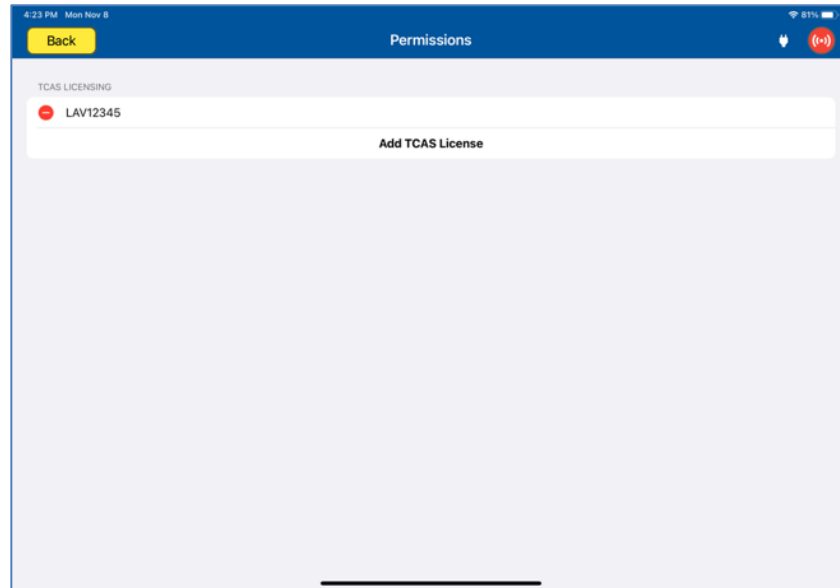 4:23 PM Mon Nov 8 81%
Back Permissions
TCAS LICENSING
LAV12345
Add TCAS License